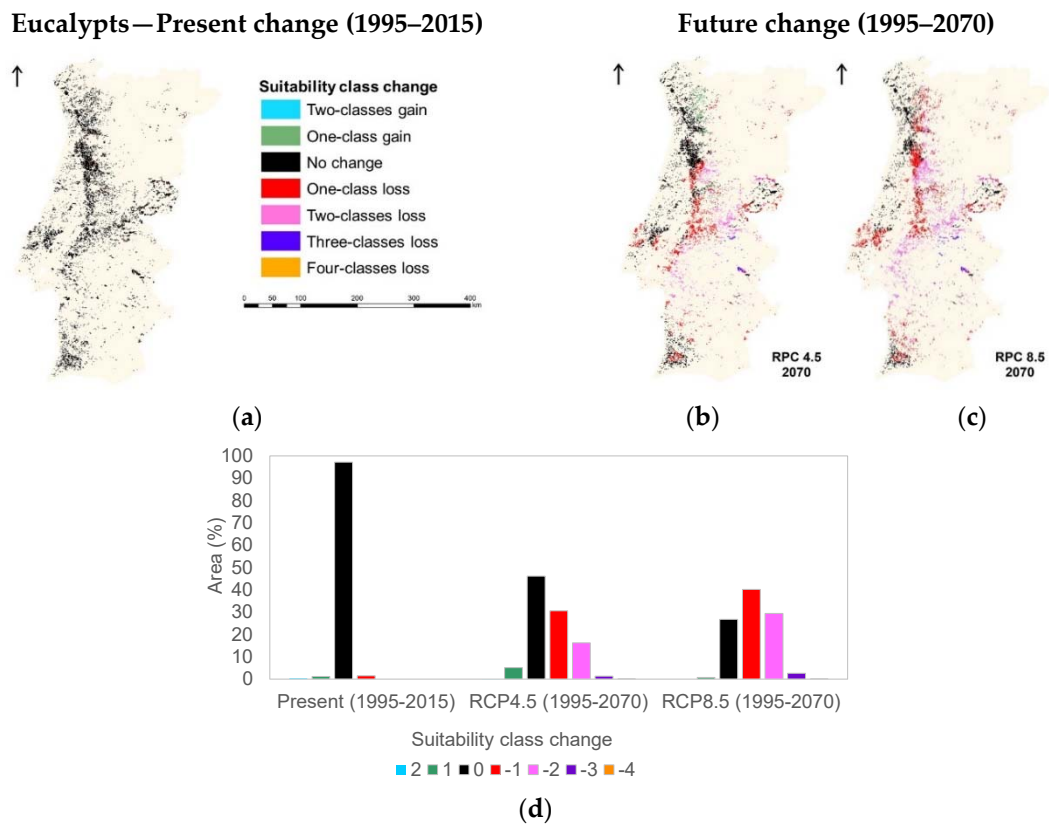 Eucalypts—Present change (1995–2015)
Future change (1995–2070)
Suitability class change
Two-classes gain
One-class gain
No change
One-class loss
Two-classes loss
Three-classes loss
Four-classes loss
0 50 100 200 300 400
km
RPC 4.5
2070
RPC 8.5
2070
(a)
(b)
(c)
100
90
80
70
60
50
40
30
20
10
0
Area (%)
Present (1995-2015) RCP4.5 (1995-2070) RCP8.5 (1995-2070)
Suitability class change
2 1 0 -1 -2 -3 -4
(d)